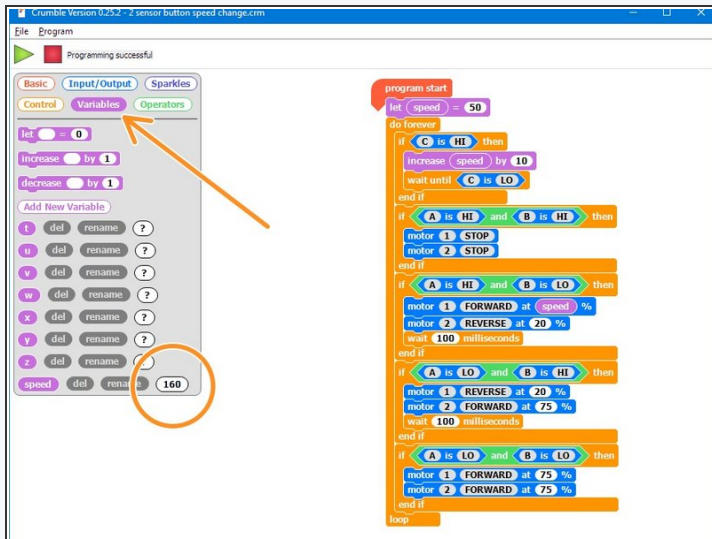 Crumble Version 0.25.2 - 2 sensor button speed change.crm
File Program
Programming successful
Basic Input/Output Sparkles
Control Variables Operators
let = 0
increase by 1
decrease by 1
Add New Variable
t del rename ?
u del rename ?
v del rename ?
w del rename ?
x del rename ?
y del rename ?
z del rename
speed del rename 160
program start
let speed = 50
do forever
if C is HI then
increase speed by 10
wait until C is LO
end if
if A is HI and B is HI then
motor 1 STOP
motor 2 STOP
end if
if A is HI and B is LO then
motor 1 FORWARD at speed %
motor 2 REVERSE at 20 %
wait 100 milliseconds
end if
if A is LO and B is HI then
motor 1 REVERSE at 20 %
motor 2 FORWARD at 75 %
wait 100 milliseconds
end if
if A is LO and B is LO then
motor 1 FORWARD at 75 %
motor 2 FORWARD at 75 %
end if
loop